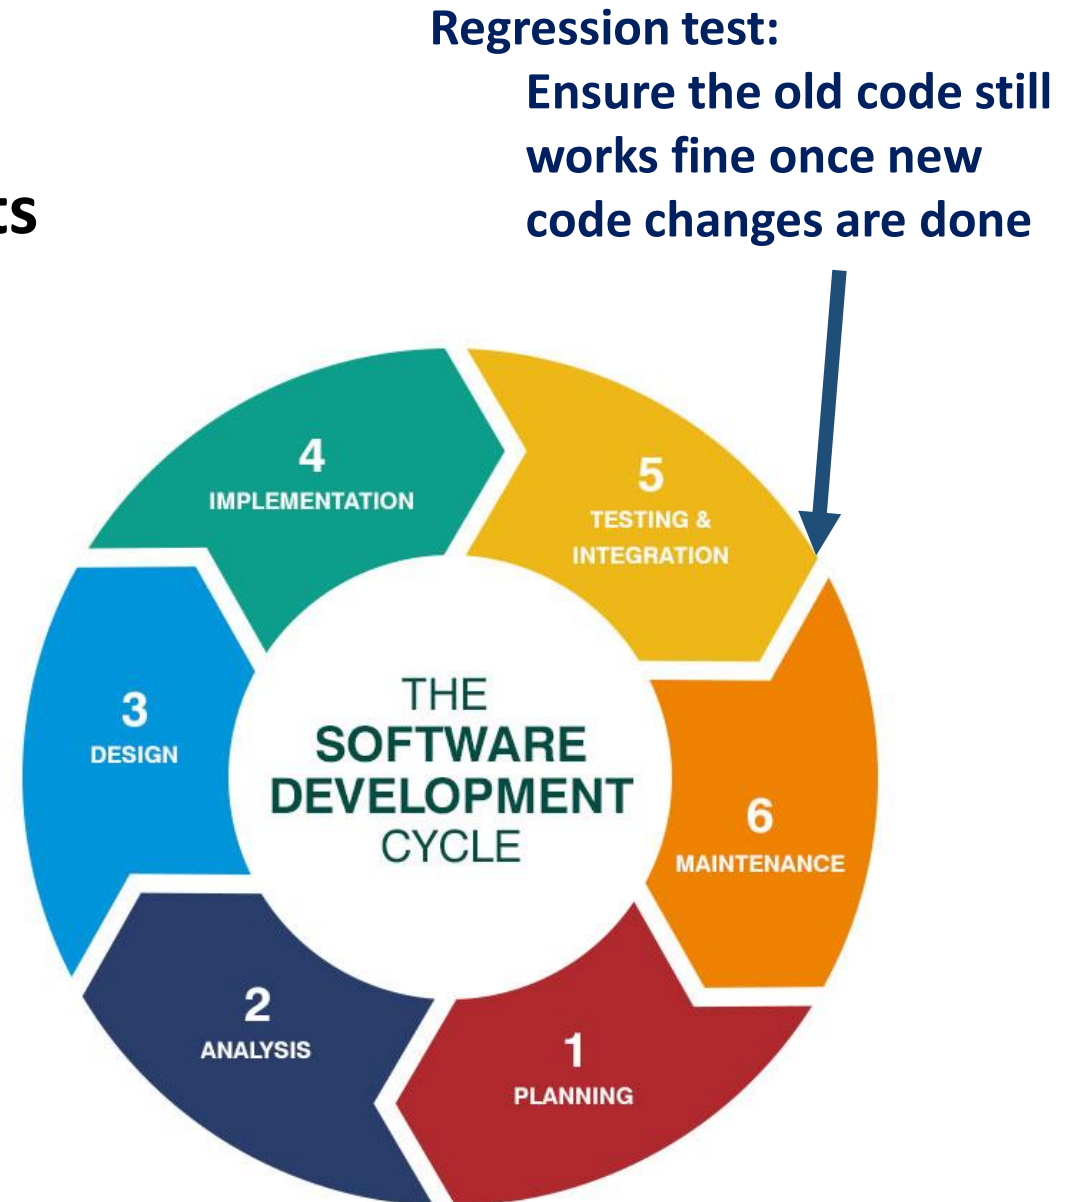 Regression test:
Ensure the old code still
works fine once new
code changes are done
ts
4
IMPLEMENTATION
5
TESTING &
INTEGRATION
3
DESIGN
THE
SOFTWARE
DEVELOPMENT
CYCLE
6
MAINTENANCE
2
ANALYSIS
1
PLANNING